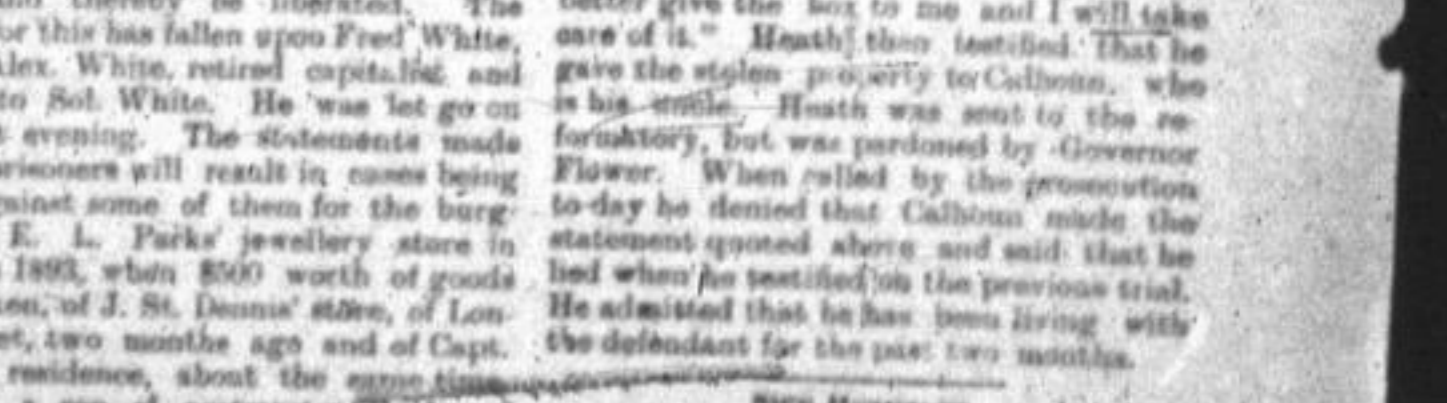 thereby be liberated. The
or this has fallen upon Fred White,
Alex. White, retired capitalist and
to Sol. White. He was let go on
evening. The statements made
prisoners will result in cases being
against some of them for the burg-
E. L. Parks' jewellery store in
1893, when $500 worth of goods
ken, of J. St. Dennis' store, of Lon-
et, two months ago and of Capt.
residence, about the same time
better give the box to me and I will take
care of it." Heath then testified that he
gave the stolen property to Calhoun, who
is his uncle. Heath was sent to the re-
formatory, but was pardoned by Governor
Flower. When called by the prosecution
to-day he denied that Calhoun made the
statement quoted above and said that he
lied when he testified on the previous trial.
He admitted that he has been living with
the defendant for the past two months.